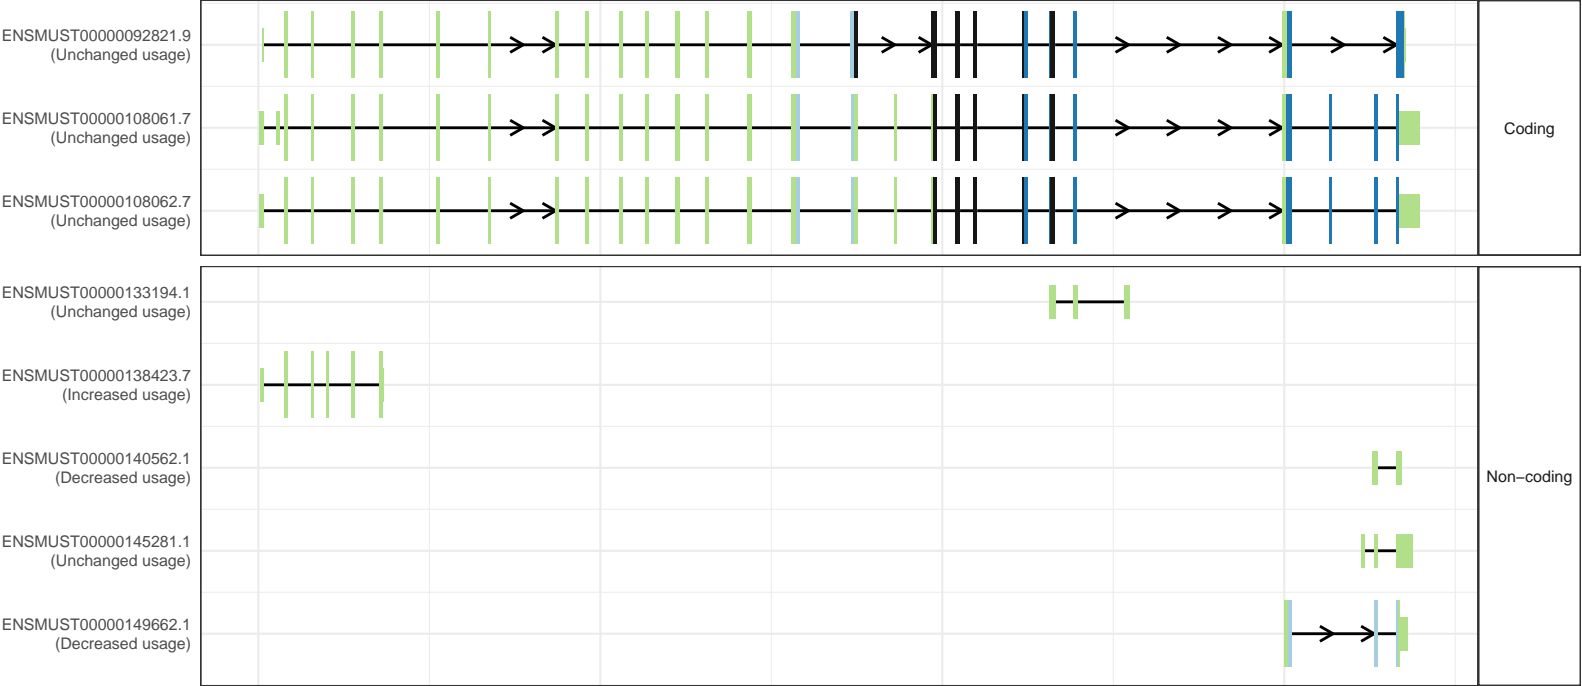 ENSMUST00000092821.9
(Unchanged usage)
ENSMUST00000108061.7
(Unchanged usage)
ENSMUST00000108062.7
(Unchanged usage)
Coding
ENSMUST00000133194.1
(Unchanged usage)
ENSMUST00000138423.7
(Increased usage)
ENSMUST00000140562.1
(Decreased usage)
ENSMUST00000145281.1
(Unchanged usage)
ENSMUST00000149662.1
(Decreased usage)
Non−coding